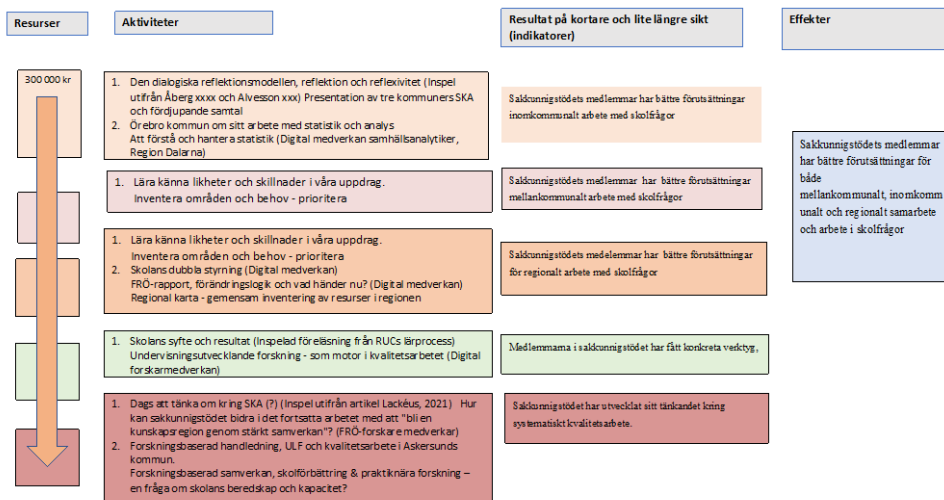 Resurser
Aktiviteter
Resultat på kortare och lite längre sikt
(indikatorer)
Effekter
300 000 kr
1. Den dialogiska reflektionsmodellen, reflektion och reflexivitet (Inspel
utifrån Åberg xxxx och Alvesson xxx) Presentation av tre kommuners SKA
och fördjupande samtal
2. Örebro kommun om sitt arbete med statistik och analys
Att förstå och hantera statistik (Digital medverkan samhällsanalytiker,
Region Dalarna)
Sakkunnigstödets medlemmar har bättre förutsättningar
inomkommunalt arbete med skolfrågor
1. Lära känna likheter och skillnader i våra uppdrag.
Inventera områden och behov - prioritera
Sakkunnigstödets medlemmar har bättre förutsättningar
mellankommunalt arbete med skolfrågor
1. Lära känna likheter och skillnader i våra uppdrag.
Inventera områden och behov - prioritera
2. Skolans dubbla styrning (Digital medverkan)
FRÖ-rapport, förändringslogik och vad händer nu? (Digital medverkan)
Regional karta - gemensam inventering av resurser i regionen
Sakkunnigstödets medelemmar har bättre förutsättningar
för regionalt arbete med skolfrågor
1. Skolans syfte och resultat (Inspelad föreläsning från RUCs lärprocess)
Undervisningsutvecklande forskning - som motor i kvalitetsarbetet (Digital
forskarmedverkan)
Medlemmarna i sakkunnigstödet har fått konkreta verktyg,
1. Dags att tänka om kring SKA (?) (Inspel utifrån artikel Lackéus, 2021) Hur
kan sakkunnigstödet bidra i det fortsatta arbetet med att "bli en
kunskapsregion genom stärkt samverkan"? (FRÖ-forskare medverkar)
2. Forskningsbaserad handledning, ULF och kvalitetsarbete i Askersunds
kommun.
Forskningsbaserad samverkan, skolförbättring & praktiknära forskning –
en fråga om skolans beredskap och kapacitet?
Sakkunnigstödet har utvecklat sitt tänkandet kring
systematiskt kvalitetsarbete.
Sakkunnigstödets medlemmar
har bättre förutsättningar för
både
mellankommunalt, inomkomm
unalt och regionalt samarbete
och arbete i skolfrågor